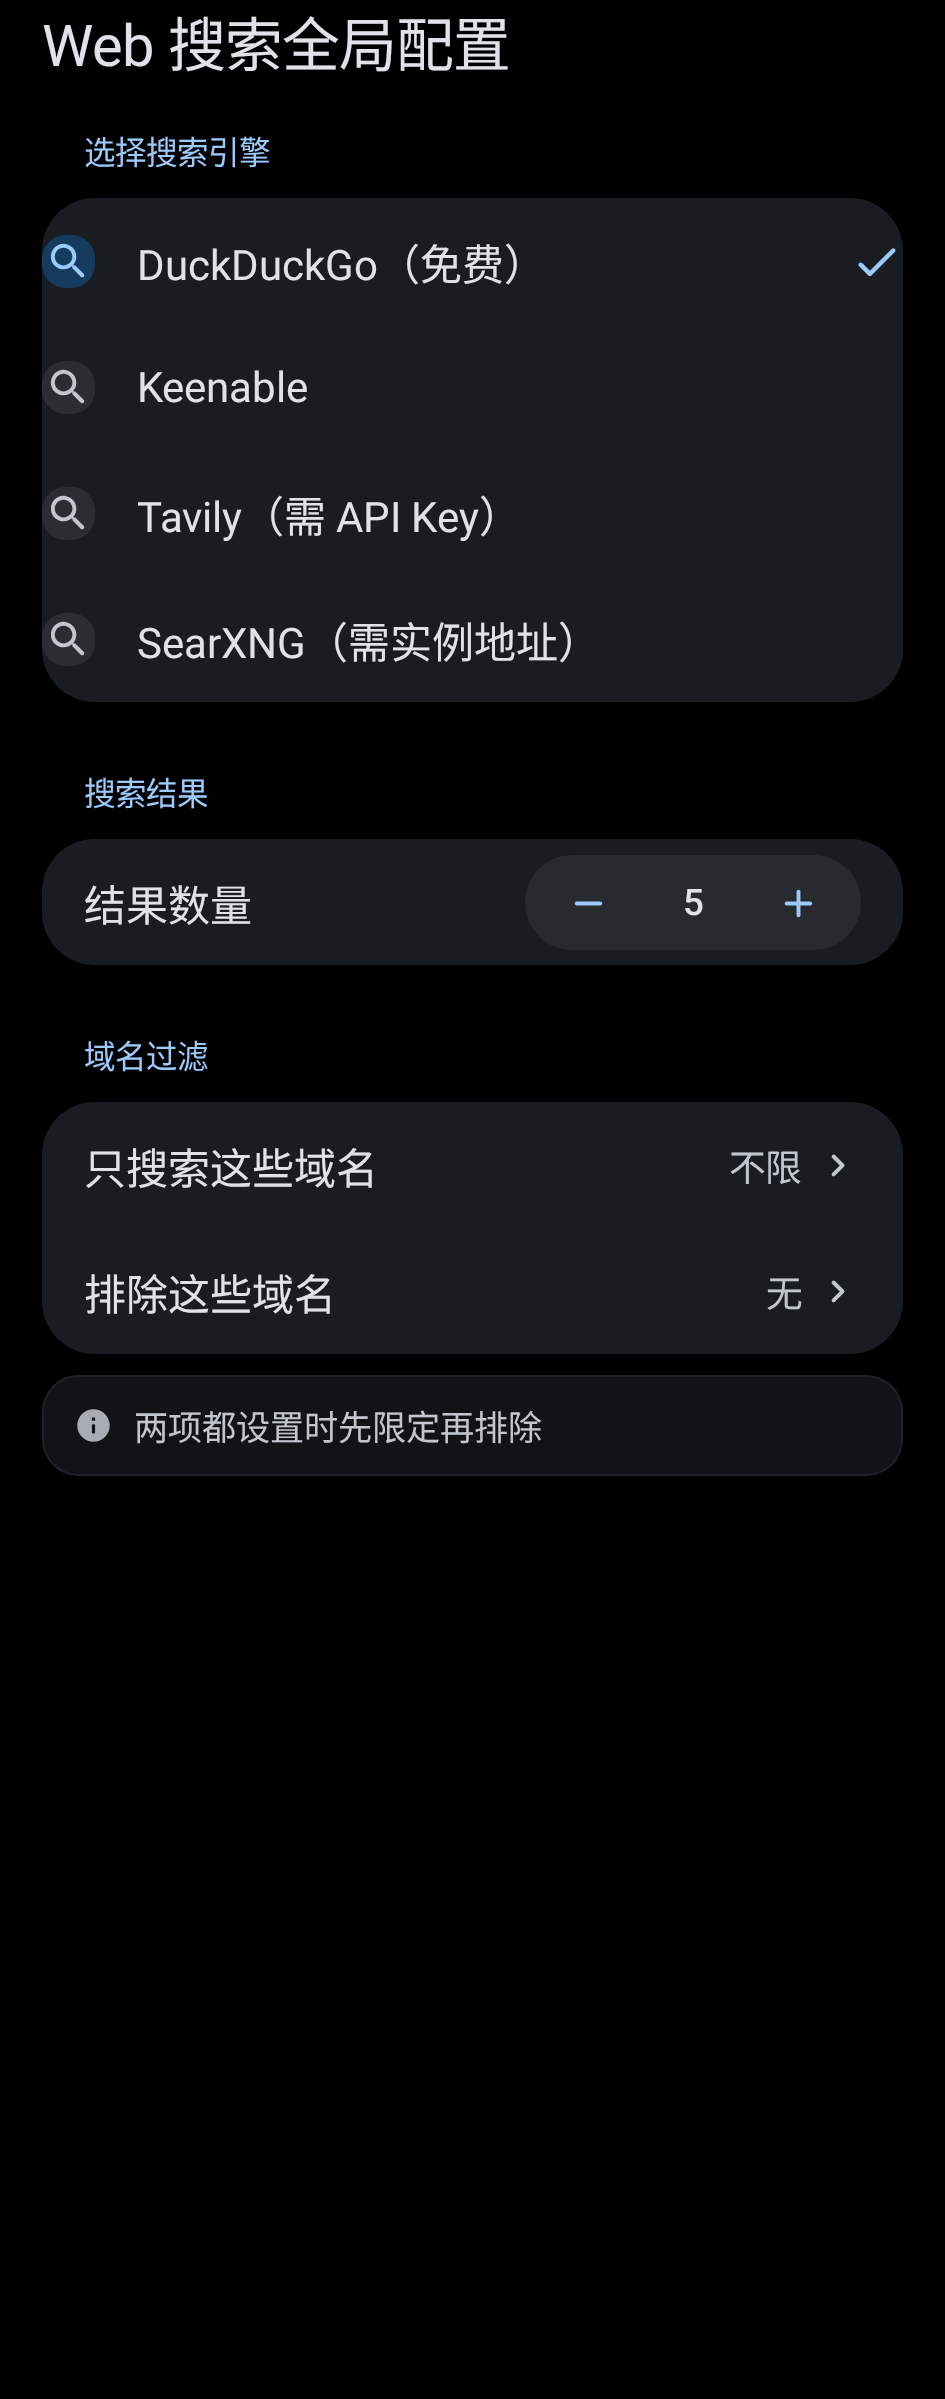 Web 搜索全局配置
选择搜索引擎
DuckDuckGo（免费）
Keenable
Tavily（需 API Key）
SearXNG（需实例地址）
搜索结果
结果数量 5
域名过滤
只搜索这些域名 不限
排除这些域名 无
两项都设置时先限定再排除